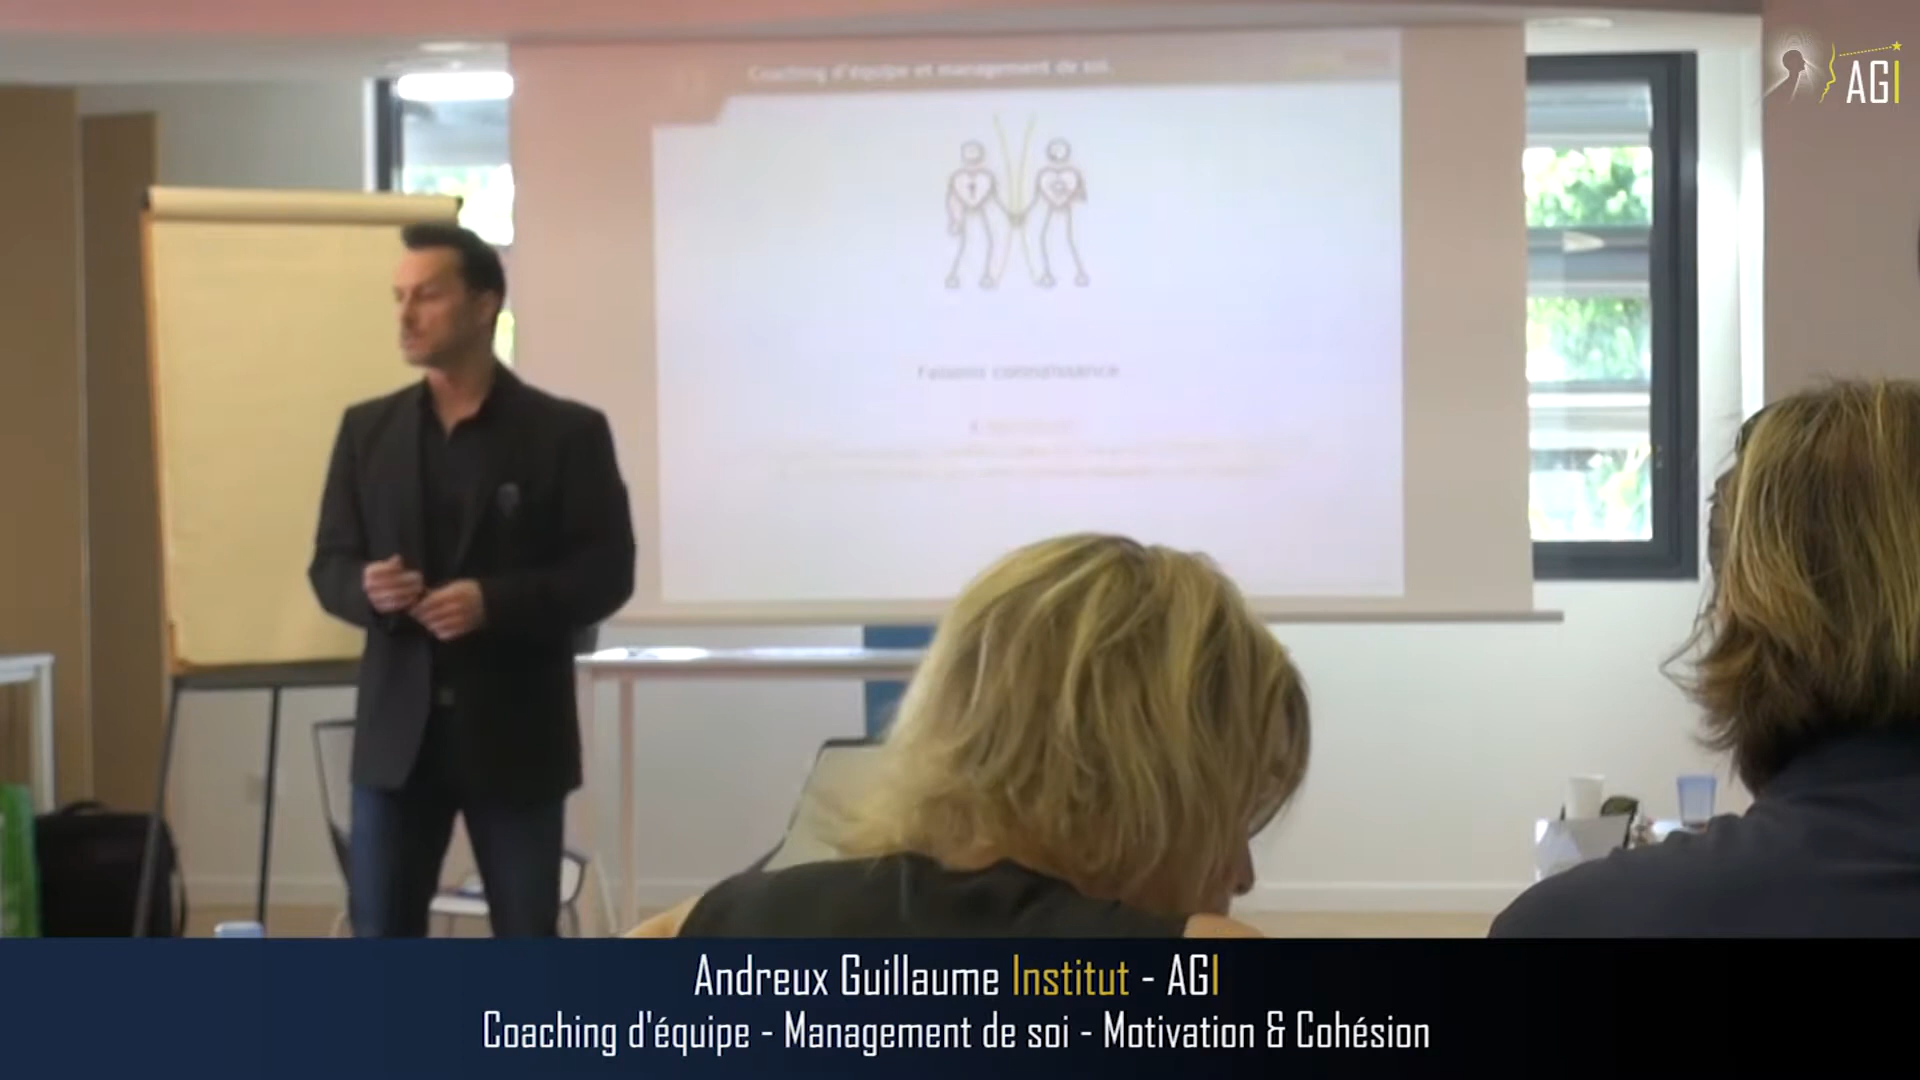 Coaching d'équipe et management de soi.
AGI
Faisons connaissance
Andreux Guillaume Institut - AGI
Coaching d'équipe - Management de soi - Motivation & Cohésion